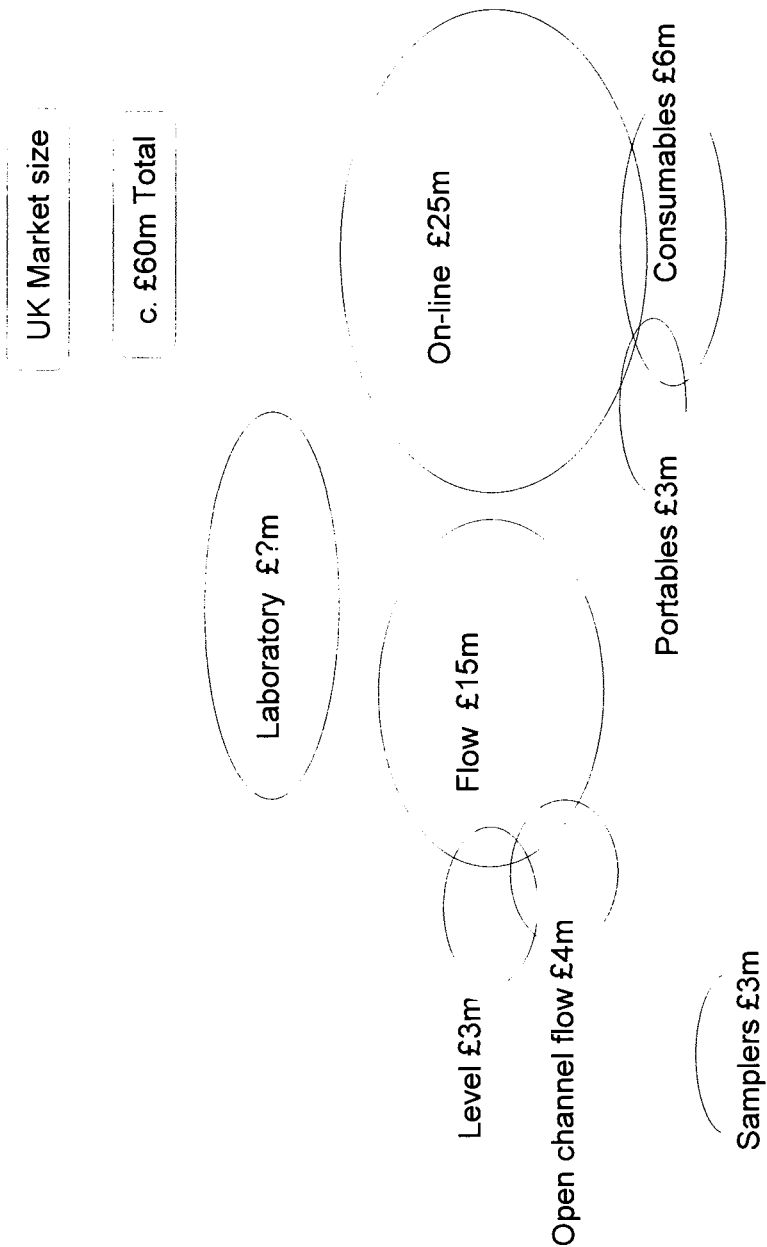 UK Market size
c. £60m Total
Laboratory £?m
On-line £25m
Flow £15m
Level £3m
Open channel flow £4m
Portables £3m
Consumables £6m
Samplers £3m